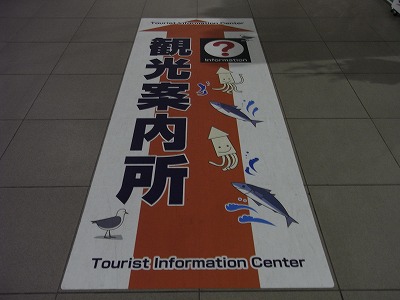 Tourist Information Center
?
Information
観光案内所
Tourist Information Center